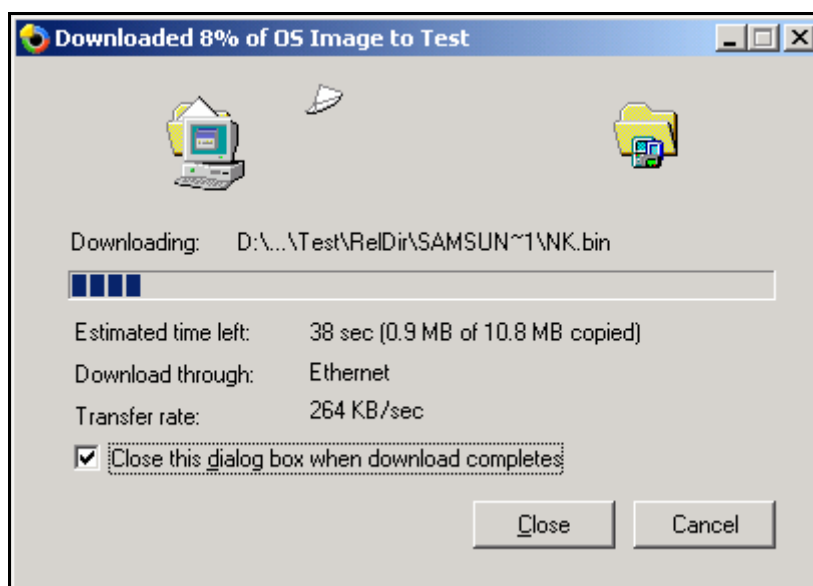 Downloaded 8% of OS Image to Test
Downloading: D:\...\Test\RelDir\SAMSUN~1\NK.bin
Estimated time left: 38 sec (0.9 MB of 10.8 MB copied)
Download through: Ethernet
Transfer rate: 264 KB/sec
Close this dialog box when download completes
Close Cancel